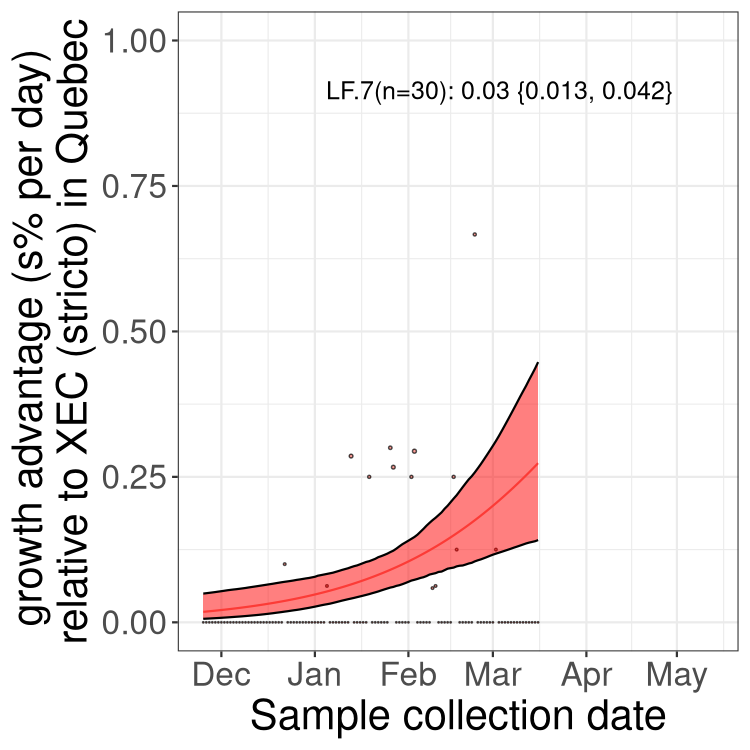 growth advantage (s% per day)
relative to XEC (stricto) in Quebec
1.00
0.75
0.50
0.25
0.00
LF.7(n=30): 0.03 {0.013, 0.042}
Dec Jan Feb Mar Apr May
Sample collection date